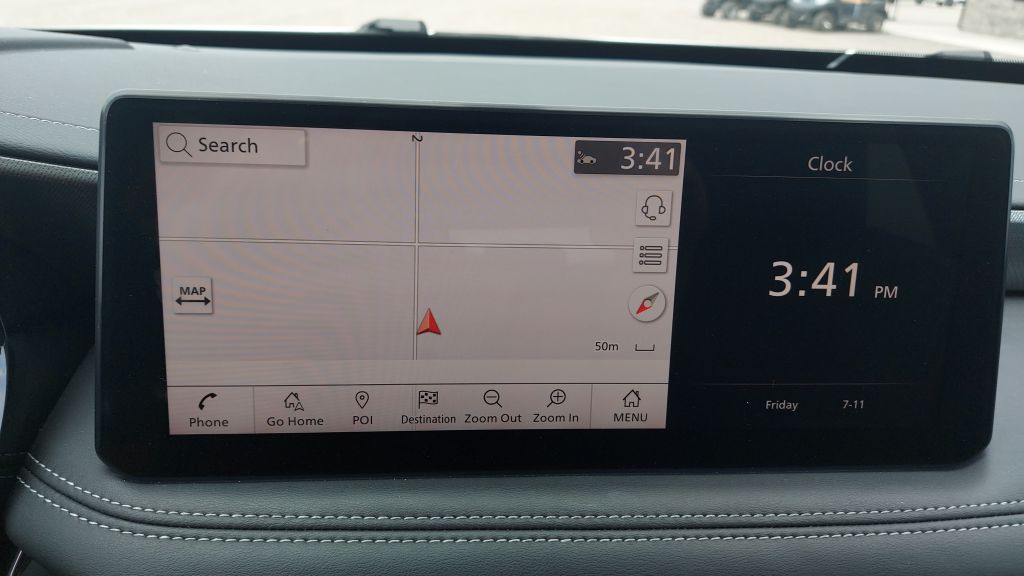 Search
2
3:41
MAP
50m
Phone
Go Home
POI
Destination
Zoom Out
Zoom In
MENU
Clock
3:41 PM
Friday 7-11